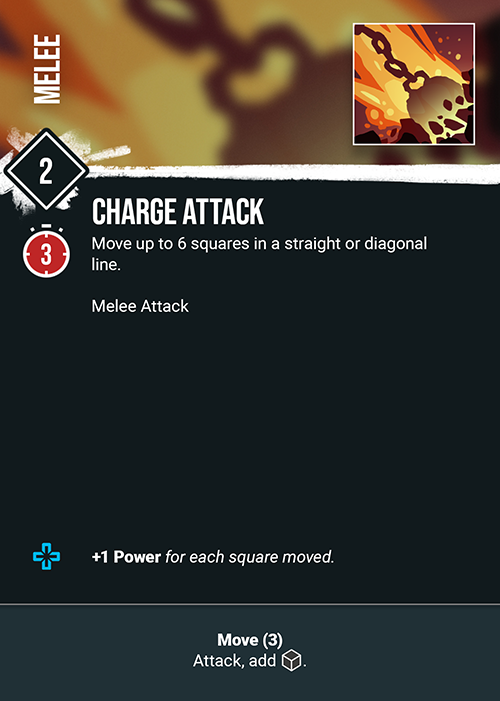 MELEE
2
CHARGE ATTACK
3
Move up to 6 squares in a straight or diagonal
line.
Melee Attack
+1 Power for each square moved.
Move (3)
Attack, add .